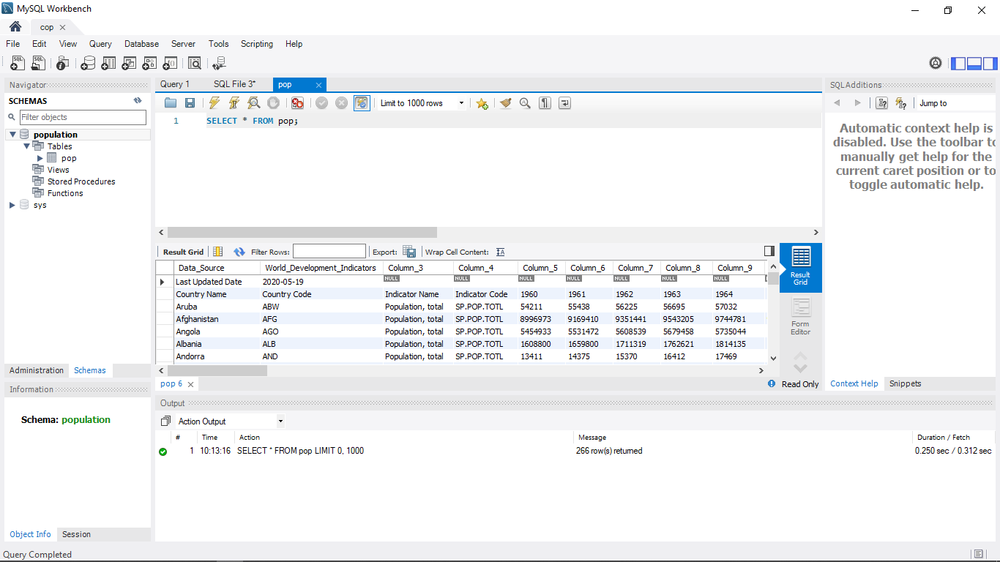 MySQL Workbench
cop
File Edit View Query Database Server Tools Scripting Help
Navigator
SCHEMAS
Filter objects
population
Tables
pop
Views
Stored Procedures
Functions
sys
Administration Schemas
Information
Schema: population
Object Info Session
Query 1 SQL File 3* pop
Limit to 1000 rows
1 SELECT * FROM pop;
Result Grid Filter Rows: Export: Wrap Cell Content: IA
Data_Source World_Development_Indicators Column_3 Column_4 Column_5 Column_6 Column_7 Column_8 Column_9
Last Updated Date 2020-05-19 NULL NULL NULL NULL NULL NULL NULL
Country Name Country Code Indicator Name Indicator Code 1960 1961 1962 1963 1964
Aruba ABW Population, total SP.POP.TOTL 54211 55438 56225 56695 57032
Afghanistan AFG Population, total SP.POP.TOTL 8996973 9169410 9351441 9543205 9744781
Angola AGO Population, total SP.POP.TOTL 5454933 5531472 5608539 5679458 5735044
Albania ALB Population, total SP.POP.TOTL 1608800 1659800 1711319 1762621 1814135
Andorra AND Population, total SP.POP.TOTL 13411 14375 15370 16412 17469
Result
Grid
Form
Editor
pop 6
Read Only
SQLAdditions
Jump to
Automatic context help is
disabled. Use the toolbar to
manually get help for the
current caret position or to
toggle automatic help.
Context Help Snippets
Output
Action Output
# Time Action Message Duration / Fetch
1 10:13:16 SELECT * FROM pop LIMIT 0, 1000 266 row(s) returned 0.250 sec / 0.312 sec
Query Completed